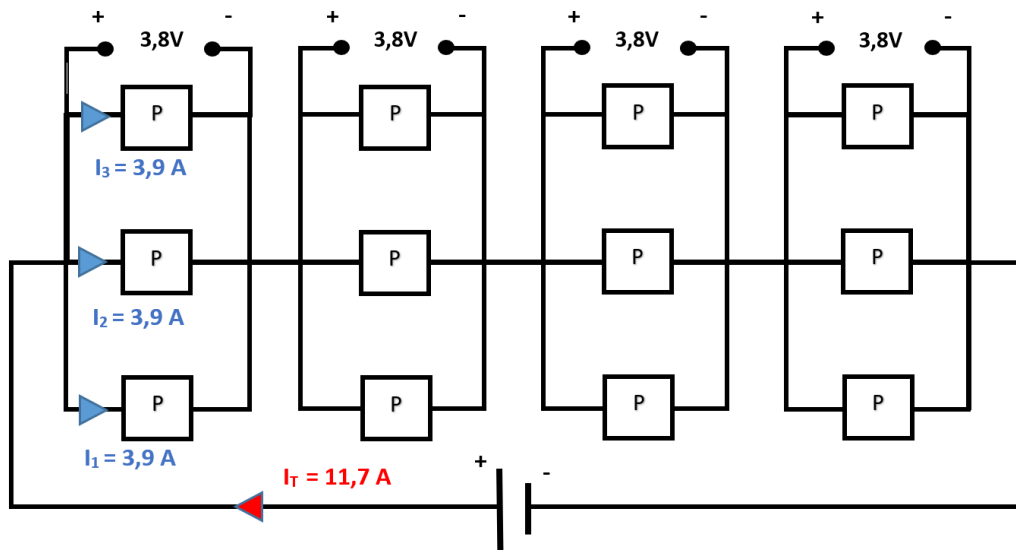 + - + - + - + -
3,8V 3,8V 3,8V 3,8V
P P P P
I₃ = 3,9 A
P P P P
I₂ = 3,9 A
P P P P
I₁ = 3,9 A
I_T = 11,7 A + -